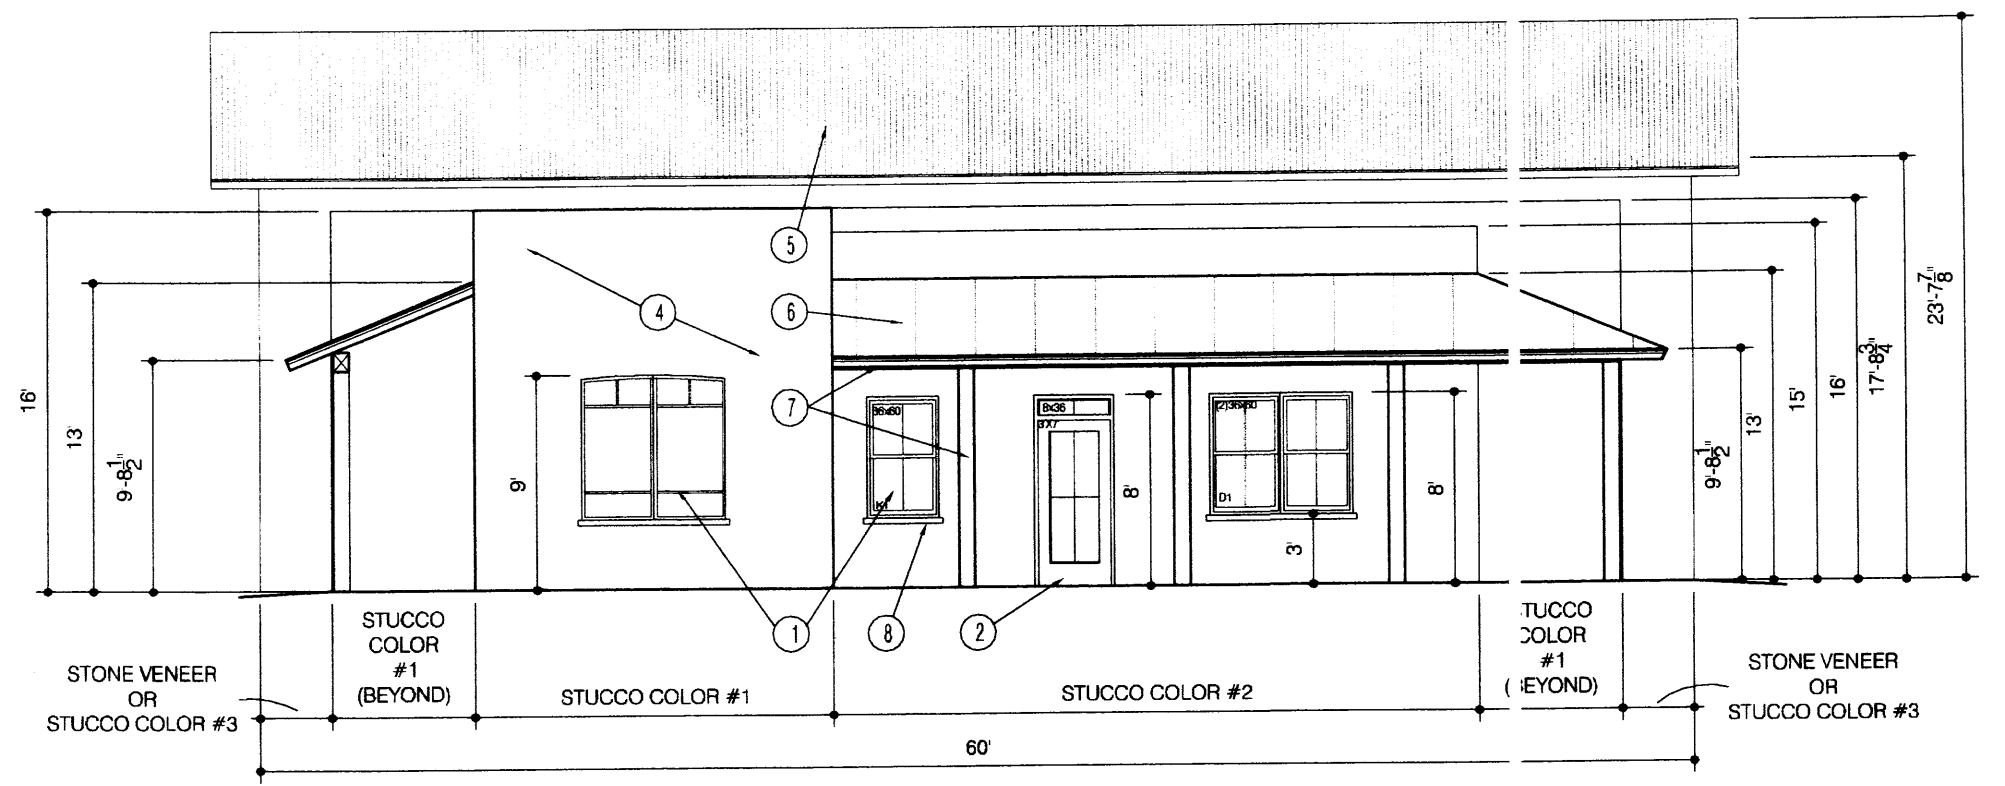 5
4
6
7
16'
13'
9'-8 1/2"
9'
36x60
K1
8x36
3X7
8'
(2)36x60
D1
3'
8'
9'-8 1/2"
13'
15'
16'
17'-8 3/4"
23'-7 7/8"
1
8
2
STUCCO
COLOR
#1
(BEYOND)
STONE VENEER
OR
STUCCO COLOR #3
STUCCO COLOR #1
STUCCO COLOR #2
TUCCO
COLOR
#1
(BEYOND)
STONE VENEER
OR
STUCCO COLOR #3
60'